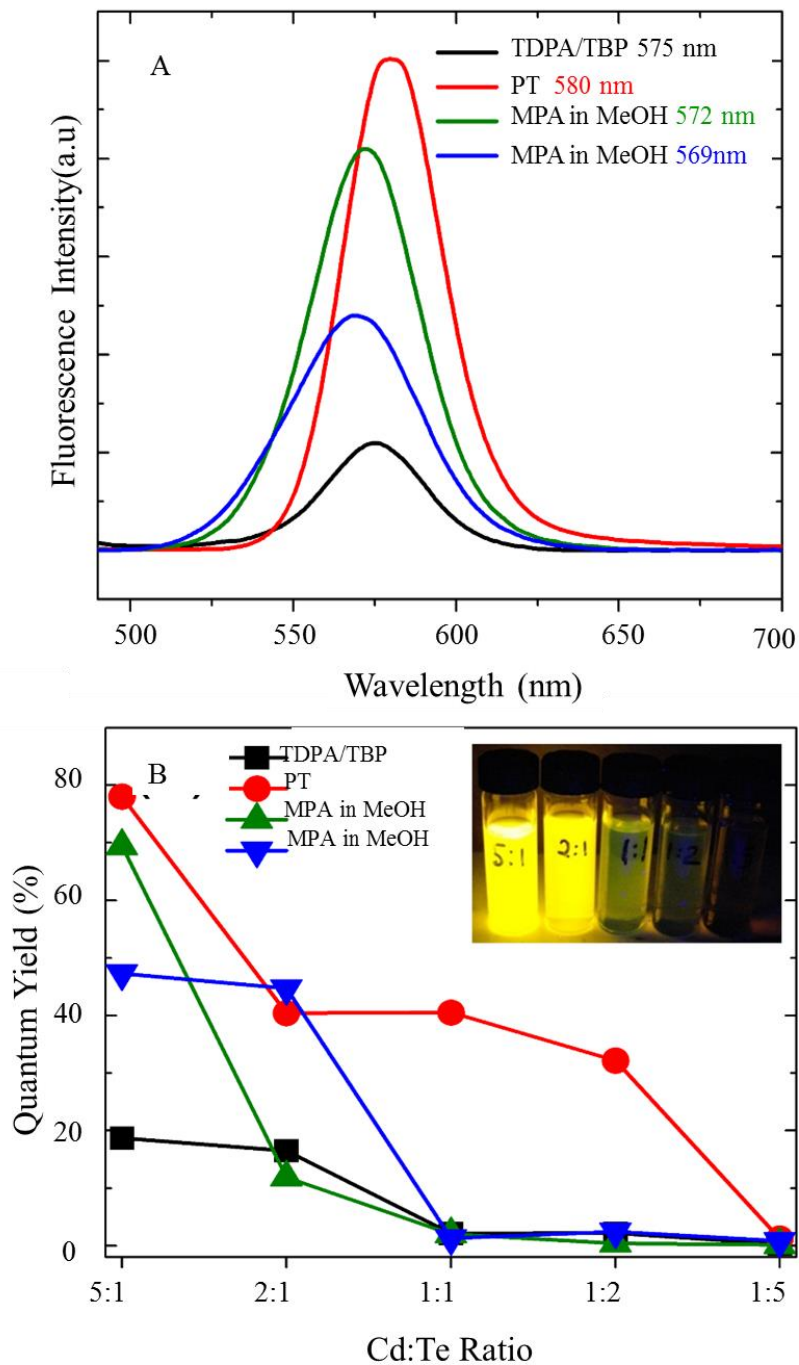 A
TDPA/TBP 575 nm
PT 580 nm
MPA in MeOH 572 nm
MPA in MeOH 569nm
Fluorescence Intensity(a.u)
500 550 600 650 700
Wavelength (nm)
B
TDPA/TBP
PT
MPA in MeOH
MPA in MeOH
5:1 2:1 1:1 1:2
80
60
40
20
0
Quantum Yield (%)
5:1 2:1 1:1 1:2 1:5
Cd:Te Ratio